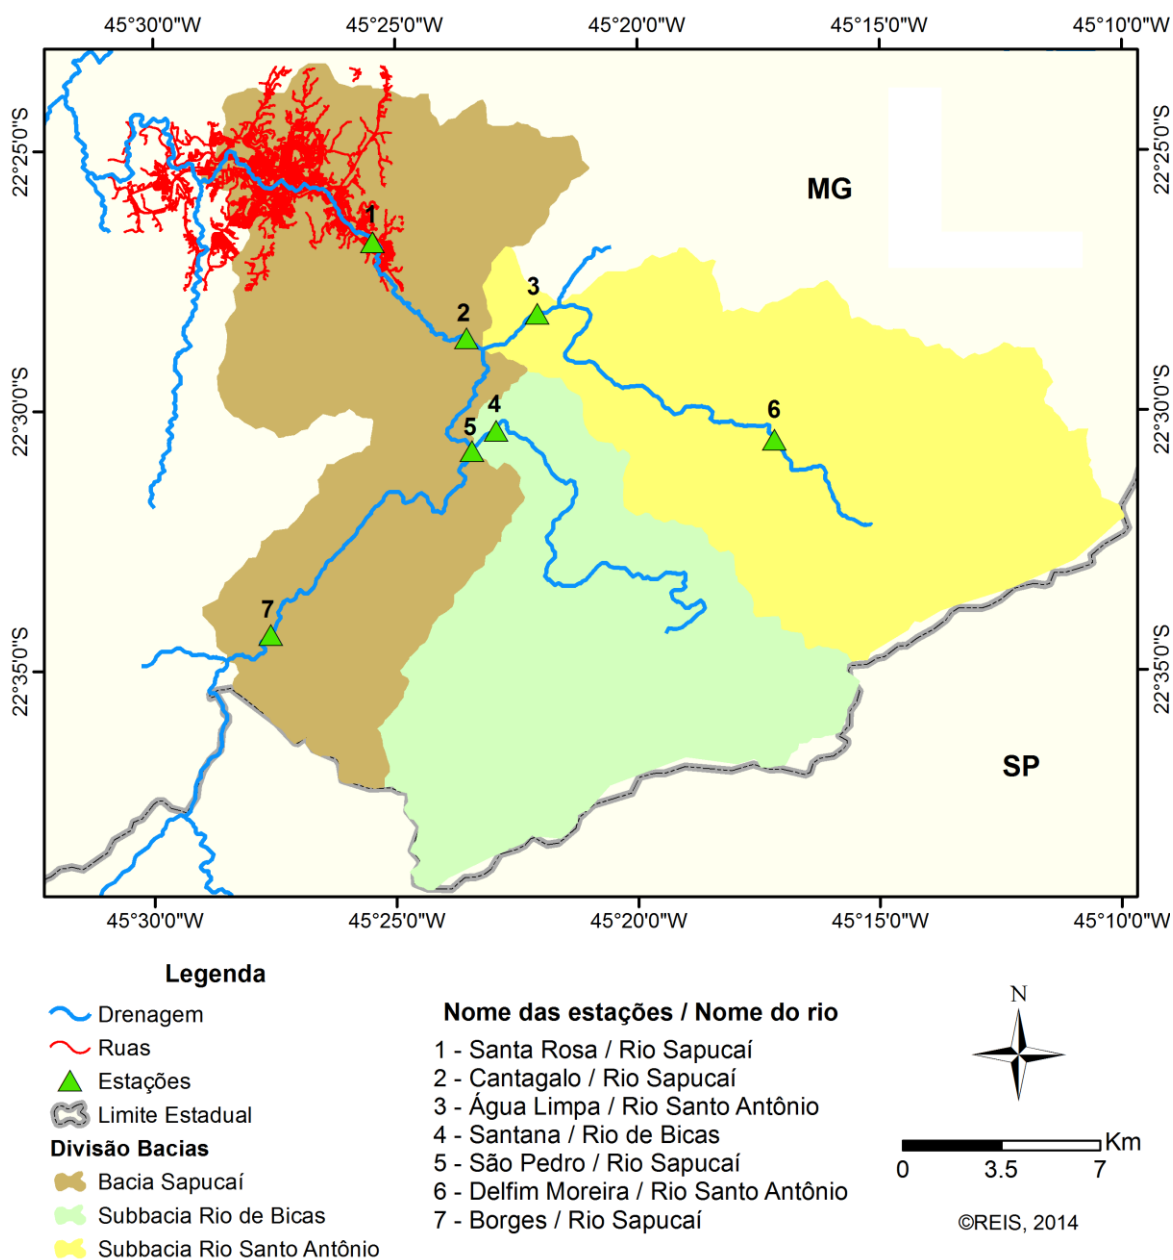 45°30'0"W 45°25'0"W 45°20'0"W 45°15'0"W 45°10'0"W
22°25'0"S 22°25'0"S
MG
1
2
3
22°30'0"S 22°30'0"S
4
5
6
7
22°35'0"S 22°35'0"S
SP
45°30'0"W 45°25'0"W 45°20'0"W 45°15'0"W 45°10'0"W
Legenda
Drenagem
Ruas
Estações
Limite Estadual
Divisão Bacias
Bacia Sapucaí
Subbacia Rio de Bicas
Subbacia Rio Santo Antônio
Nome das estações / Nome do rio
1 - Santa Rosa / Rio Sapucaí
2 - Cantagalo / Rio Sapucaí
3 - Água Limpa / Rio Santo Antônio
4 - Santana / Rio de Bicas
5 - São Pedro / Rio Sapucaí
6 - Delfim Moreira / Rio Santo Antônio
7 - Borges / Rio Sapucaí
N
Km
0 3.5 7
©REIS, 2014